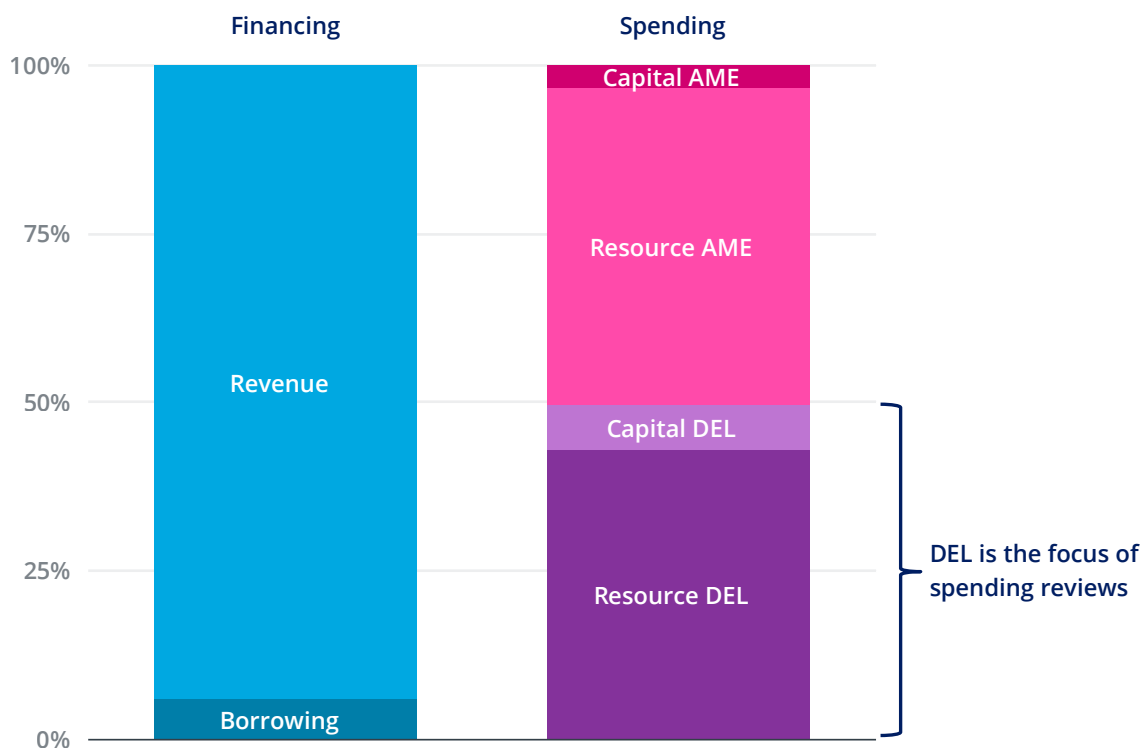 Financing
Spending
100%
75%
50%
25%
0%
Revenue
Borrowing
Capital AME
Resource AME
Capital DEL
Resource DEL
DEL is the focus of
spending reviews